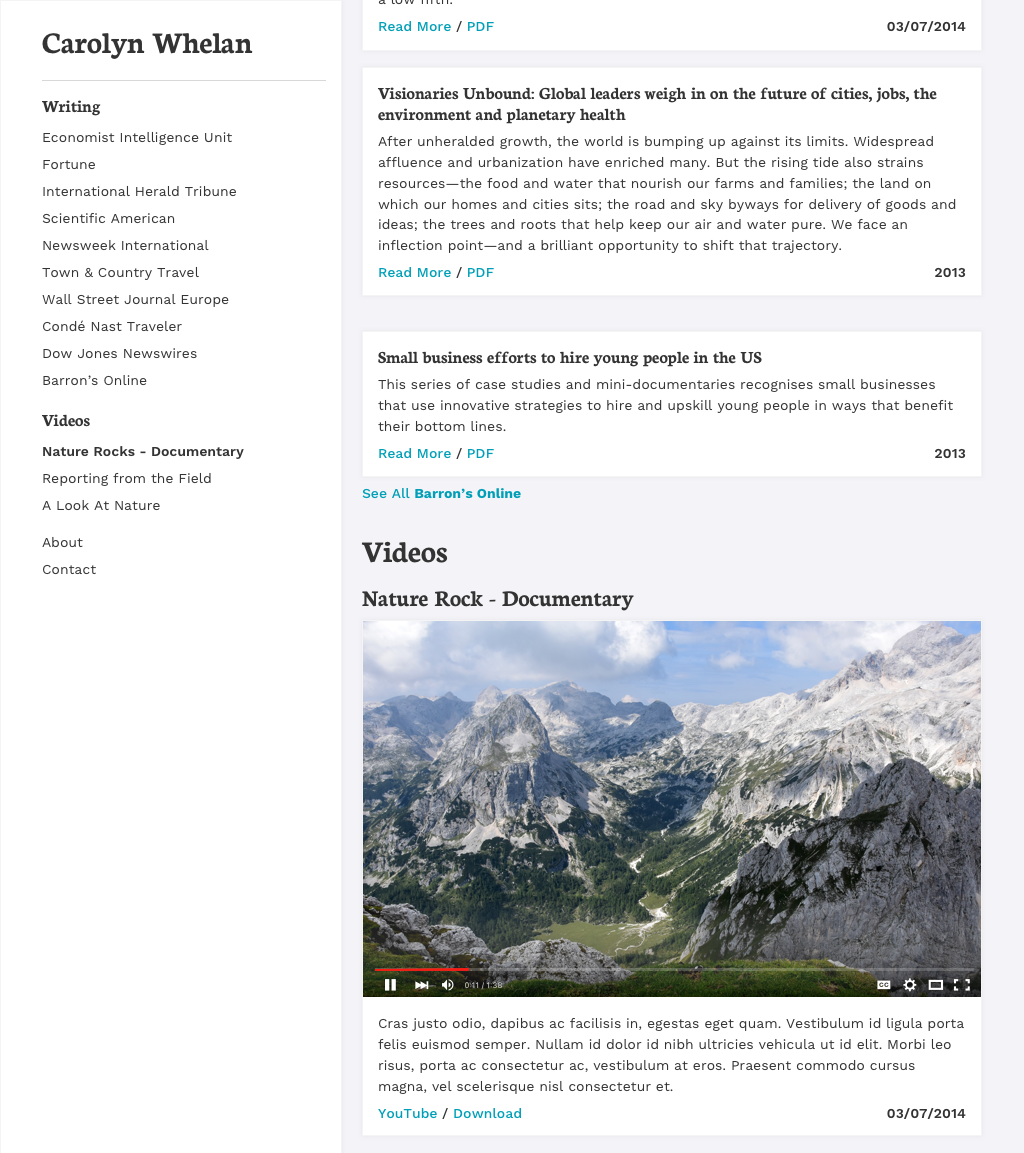 Carolyn Whelan
Writing
Economist Intelligence Unit
Fortune
International Herald Tribune
Scientific American
Newsweek International
Town & Country Travel
Wall Street Journal Europe
Condé Nast Traveler
Dow Jones Newswires
Barron’s Online
Videos
Nature Rocks - Documentary
Reporting from the Field
A Look At Nature
About
Contact
Read More / PDF 03/07/2014
Visionaries Unbound: Global leaders weigh in on the future of cities, jobs, the
environment and planetary health
After unheralded growth, the world is bumping up against its limits. Widespread
affluence and urbanization have enriched many. But the rising tide also strains
resources—the food and water that nourish our farms and families; the land on
which our homes and cities sits; the road and sky byways for delivery of goods and
ideas; the trees and roots that help keep our air and water pure. We face an
inflection point—and a brilliant opportunity to shift that trajectory.
Read More / PDF 2013
Small business efforts to hire young people in the US
This series of case studies and mini-documentaries recognises small businesses
that use innovative strategies to hire and upskill young people in ways that benefit
their bottom lines.
Read More / PDF 2013
See All Barron’s Online
Videos
Nature Rock - Documentary
CC
0:11 / 1:38
Cras justo odio, dapibus ac facilisis in, egestas eget quam. Vestibulum id ligula porta
felis euismod semper. Nullam id dolor id nibh ultricies vehicula ut id elit. Morbi leo
risus, porta ac consectetur ac, vestibulum at eros. Praesent commodo cursus
magna, vel scelerisque nisl consectetur et.
YouTube / Download 03/07/2014